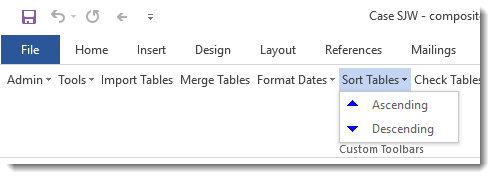 Case SJW - composit
File Home Insert Design Layout References Mailings
Admin Tools Import Tables Merge Tables Format Dates Sort Tables Check Tables
Ascending
Descending
Custom Toolbars